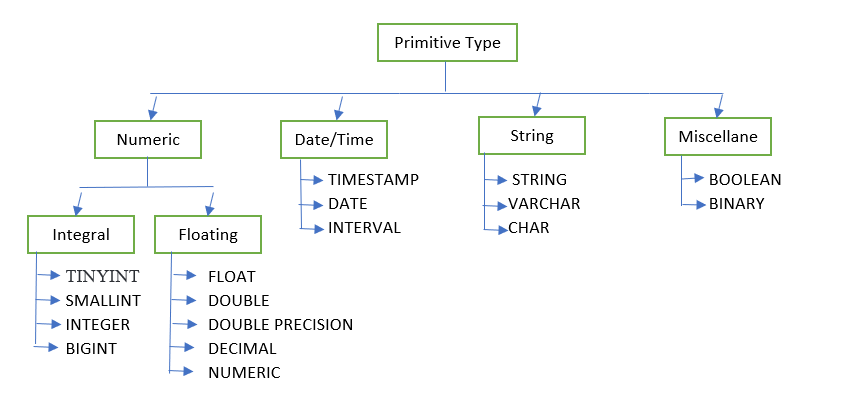 Primitive Type
Numeric
Date/Time
String
Miscellane
TIMESTAMP
DATE
INTERVAL
STRING
VARCHAR
CHAR
BOOLEAN
BINARY
Integral
Floating
TINYINT
SMALLINT
INTEGER
BIGINT
FLOAT
DOUBLE
DOUBLE PRECISION
DECIMAL
NUMERIC